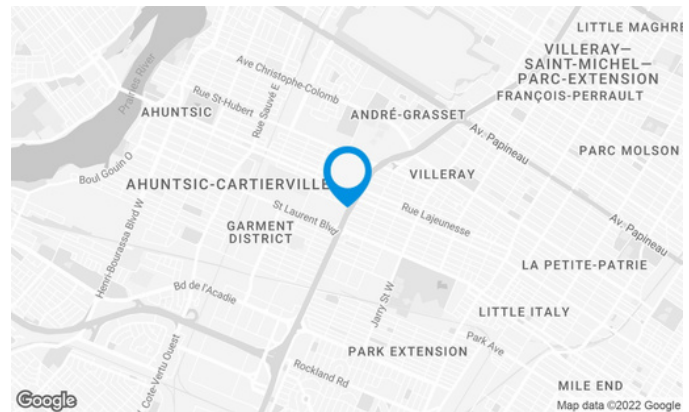 LITTLE MAGHRE
VILLERAY—
SAINT-MICHEL—
PARC-EXTENSION
FRANÇOIS-PERRAULT
Ave Christophe-Colomb
Prairies River
Rue Sauvé E
Rue St-Hubert
AHUNTSIC
ANDRÉ-GRASSET
Av. Papineau
PARC MOLSON
Boul Gouin O
VILLERAY
AHUNTSIC-CARTIERVILLE
Rue Lajeunesse
Av. Papineau
St Laurent Blvd
GARMENT
DISTRICT
Henri-Bourassa Blvd W
LA PETITE-PATRIE
Bd de l'Acadie
Jarry St W
LITTLE ITALY
Park Ave
PARK EXTENSION
Cote-Vertu Ouest
Rockland Rd
MILE END
Google
Map data ©2022 Google